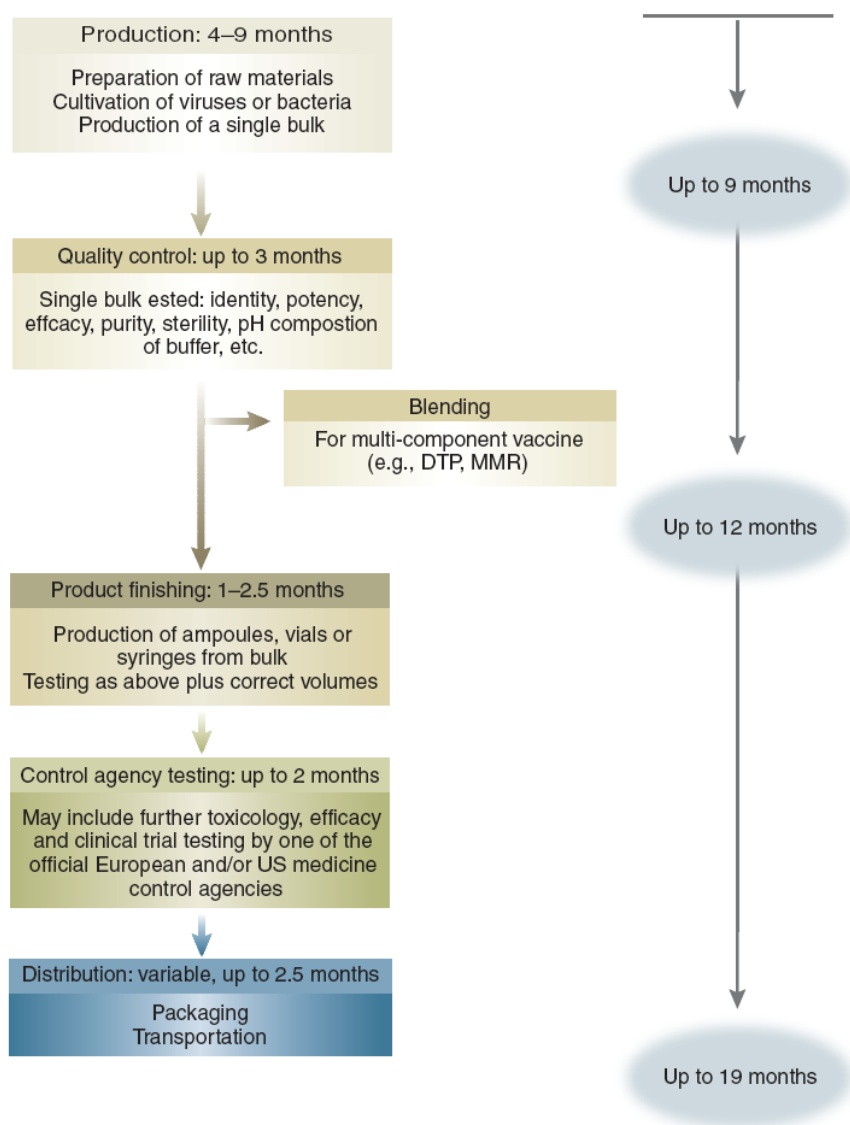 Production: 4–9 months
Preparation of raw materials
Cultivation of viruses or bacteria
Production of a single bulk
Up to 9 months
Quality control: up to 3 months
Single bulk ested: identity, potency,
effcacy, purity, sterility, pH compostion
of buffer, etc.
Blending
For multi-component vaccine
(e.g., DTP, MMR)
Up to 12 months
Product finishing: 1–2.5 months
Production of ampoules, vials or
syringes from bulk
Testing as above plus correct volumes
Control agency testing: up to 2 months
May include further toxicology, efficacy
and clinical trial testing by one of the
official European and/or US medicine
control agencies
Distribution: variable, up to 2.5 months
Packaging
Transportation
Up to 19 months